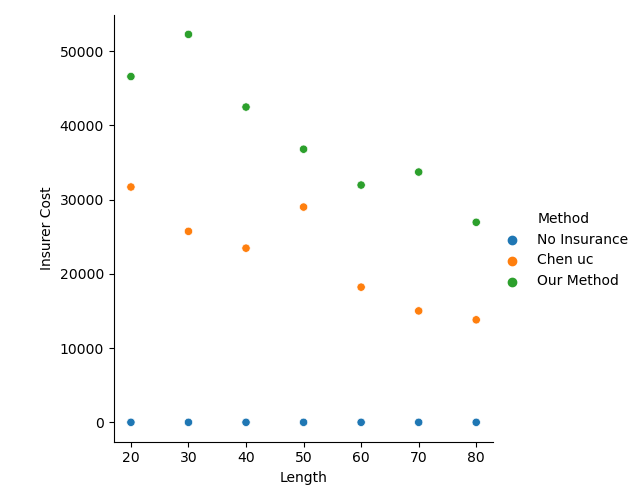 50000
40000
30000
20000
10000
0
Insurer Cost
20 30 40 50 60 70 80
Length
Method
No Insurance
Chen uc
Our Method